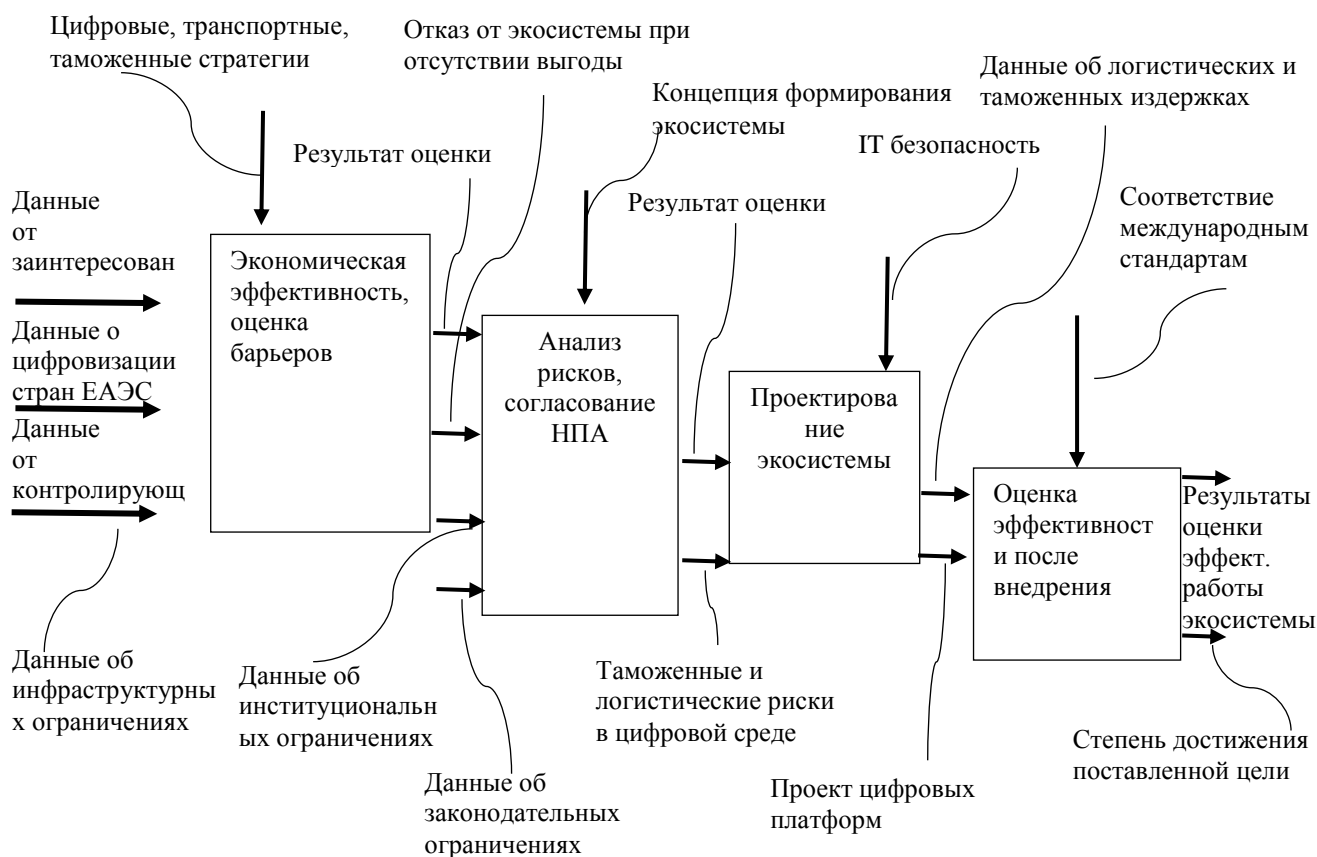 Цифровые, транспортные,
таможенные стратегии
Отказ от экосистемы при
отсутствии выгоды
Концепция формирования
экосистемы
Данные об логистических и
таможенных издержках
IT безопасность
Результат оценки
Результат оценки
Соответствие
международным
стандартам
Данные
от
заинтересован
Данные о
цифровизации
стран ЕАЭС
Данные
от
контролирующ
Экономическая
эффективность,
оценка
барьеров
Анализ
рисков,
согласование
НПА
Проектирова
ние
экосистемы
Оценка
эффективност
и после
внедрения
Результаты
оценки
эффект.
работы
экосистемы
Данные об
инфраструктурны
х ограничениях
Данные об
институциональн
ых ограничениях
Данные об
законодательных
ограничениях
Таможенные и
логистические риски
в цифровой среде
Проект цифровых
платформ
Степень достижения
поставленной цели